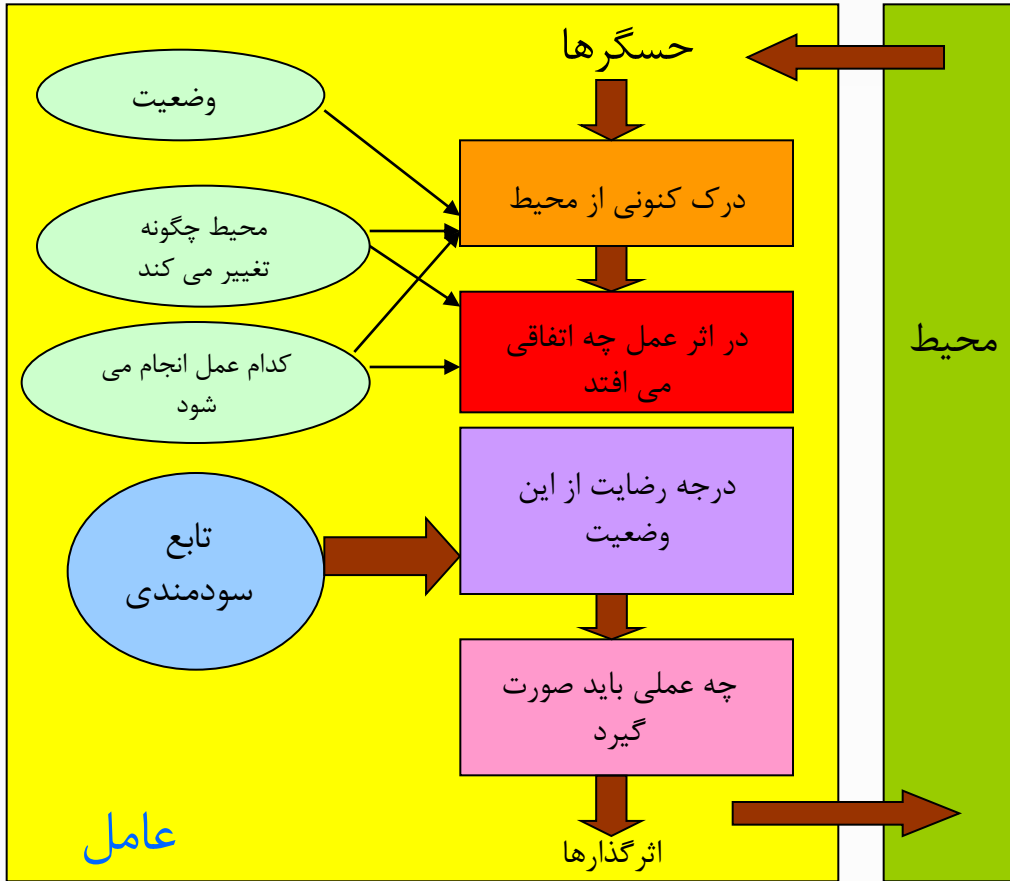 حسگرها
وضعیت
درک کنونی از محیط
محیط چگونه
تغییر می کند
در اثر عمل چه اتفاقی
می افتد
محیط
کدام عمل انجام می
شود
درجه رضایت از این
وضعیت
تابع
سودمندی
چه عملی باید صورت
گیرد
عامل
اثرگذارها